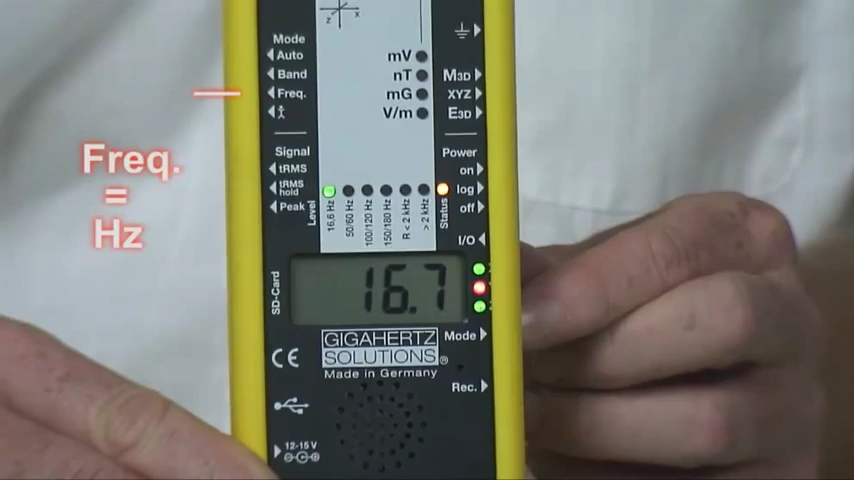 z x
Mode
Auto
Band
Freq.
mV
nT
mG
V/m
M3D
XYZ
E3D
Freq.
=
Hz
Signal
tRMS
tRMS
hold
Peak
Power
on
log
off
Level
16,6 Hz
50/60 Hz
100/120 Hz
150/180 Hz
R < 2 kHz
> 2 kHz
Status
I/O
SD-Card
16.7
GIGAHERTZ
SOLUTIONS®
Made in Germany
CE
Mode
Rec.
12-15 V